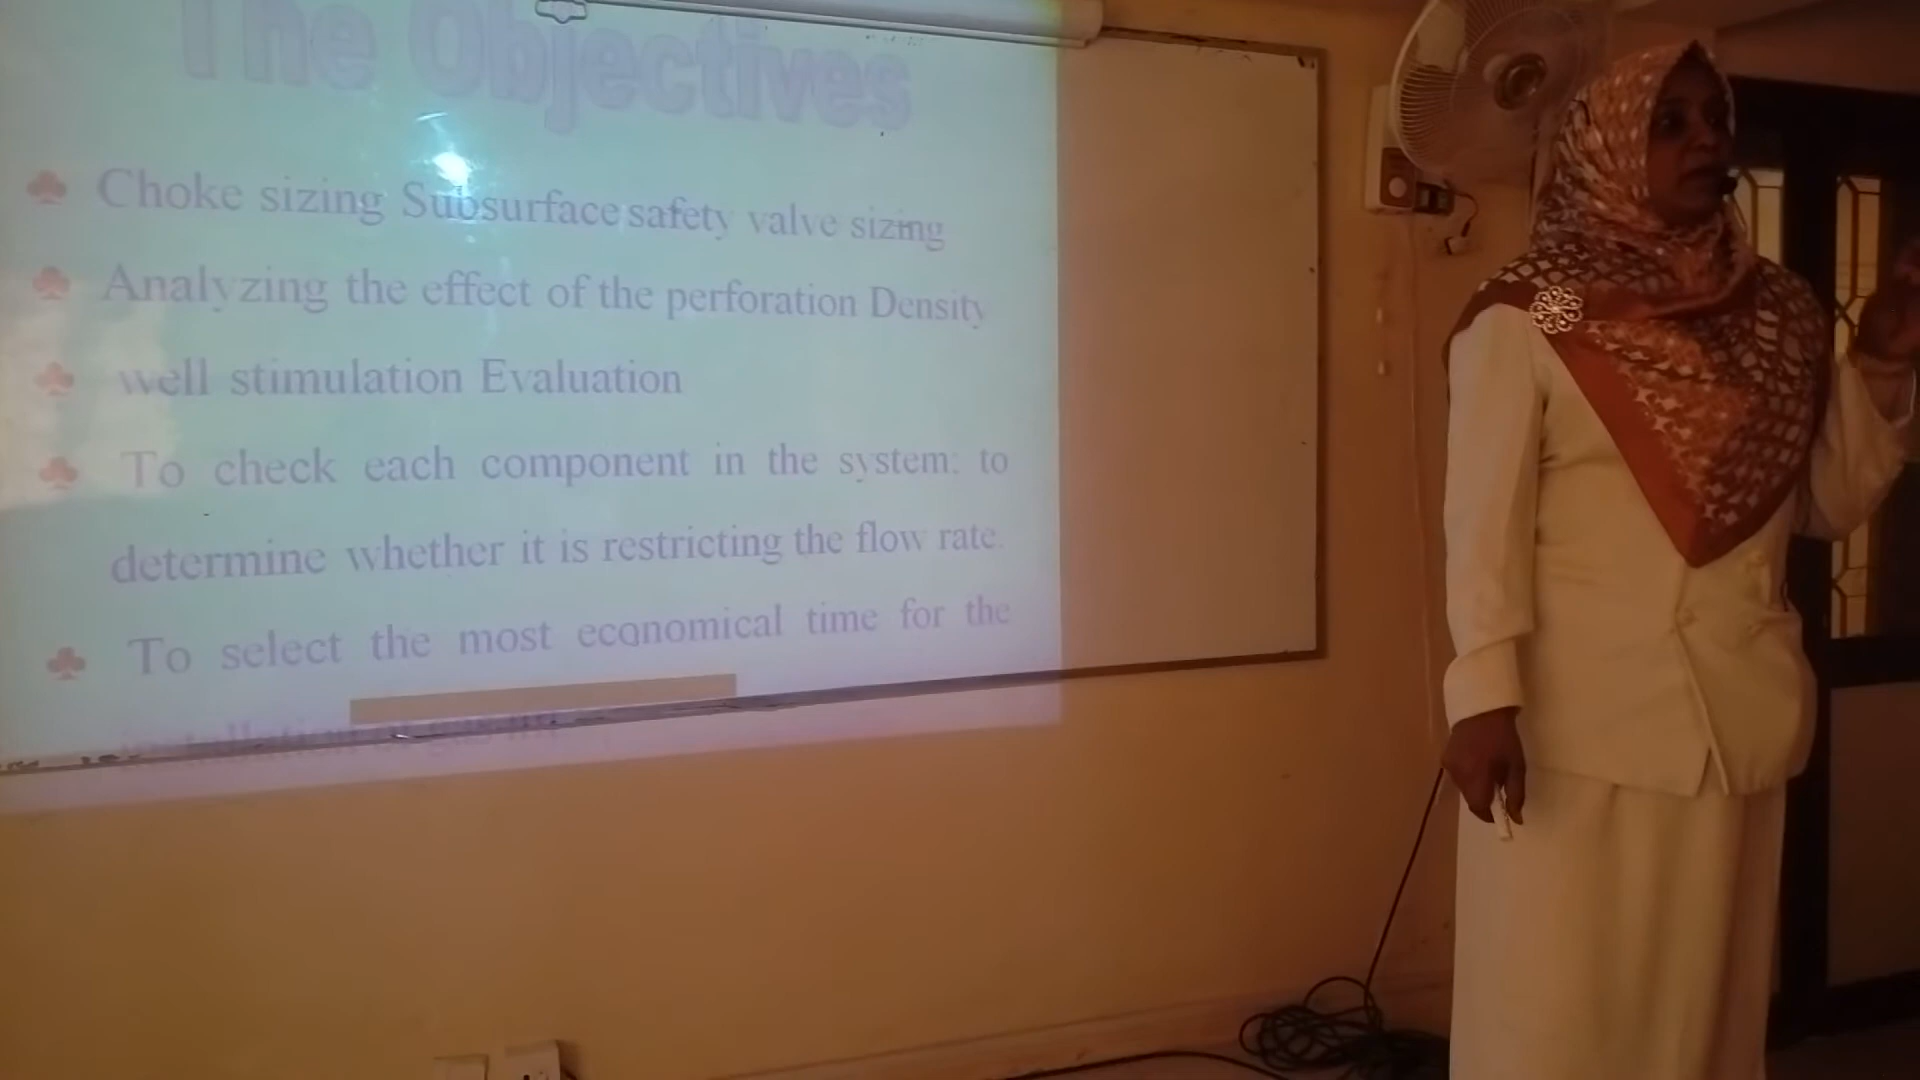 The Objectives
Choke sizing Subsurface safety valve sizing
Analyzing the effect of the perforation Density
well stimulation Evaluation
To check each component in the system: to
determine whether it is restricting the flow rate.
To select the most economical time for the